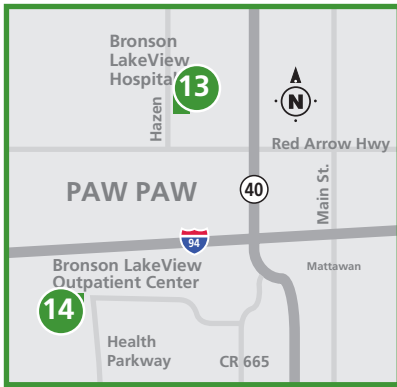 Bronson
LakeView
Hospital
13
Hazen
N
Red Arrow Hwy
PAW PAW
40
Main St.
94
Bronson LakeView
Outpatient Center
Mattawan
14
Health
Parkway
CR 665